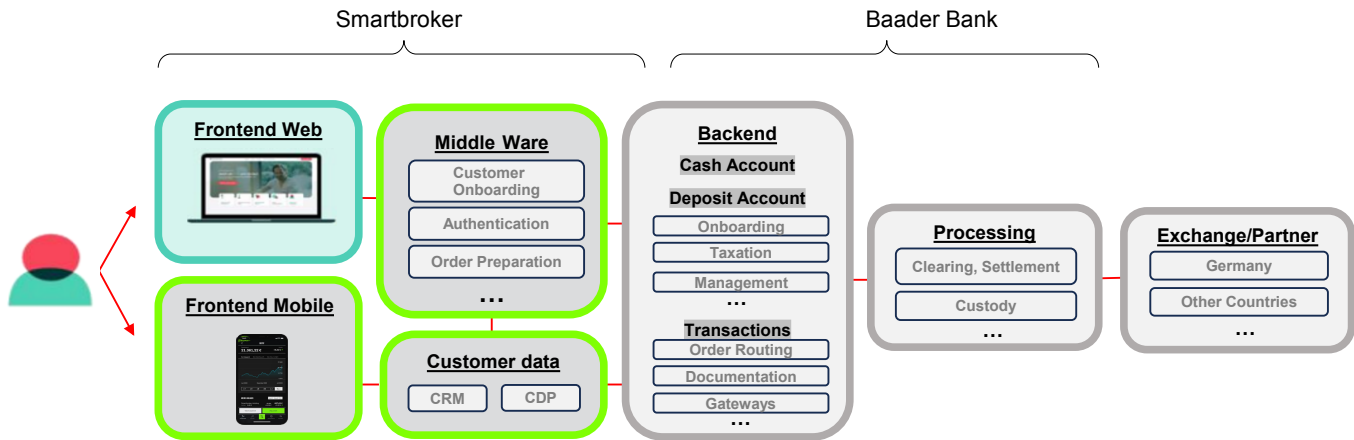 Smartbroker
Baader Bank
Frontend Web
Frontend Mobile
Middle Ware
Customer
Onboarding
Authentication
Order Preparation
...
Customer data
CRM
CDP
Backend
Cash Account
Deposit Account
Onboarding
Taxation
Management
...
Transactions
Order Routing
Documentation
Gateways
...
Processing
Clearing, Settlement
Custody
...
Exchange/Partner
Germany
Other Countries
...